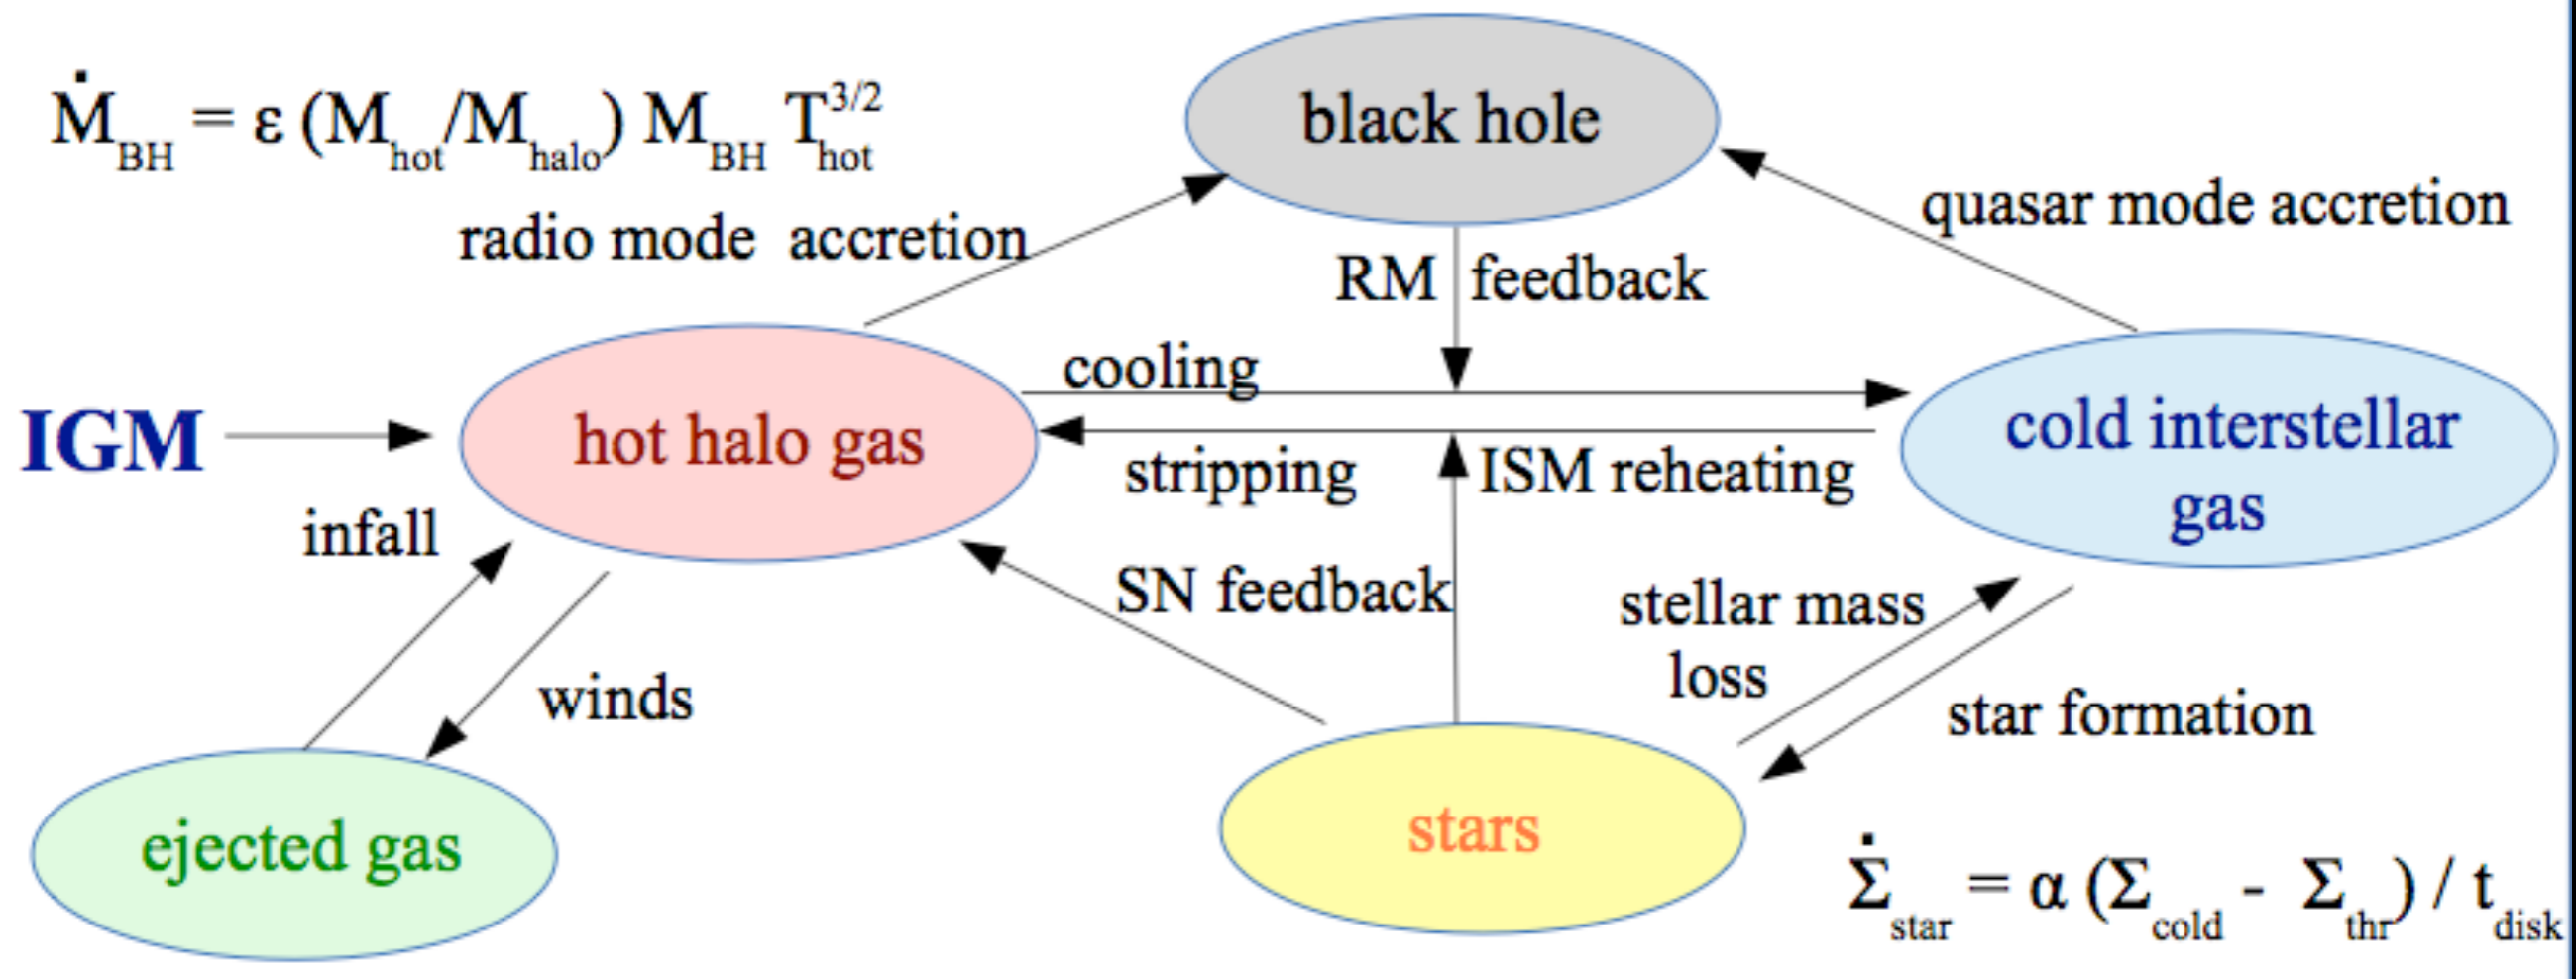 Ṁ_BH = ε (M_hot/M_halo) M_BH T_hot^3/2
black hole
radio mode accretion
quasar mode accretion
RM feedback
cooling
IGM
hot halo gas
cold interstellar
gas
stripping
ISM reheating
infall
SN feedback
stellar mass
loss
winds
star formation
ejected gas
stars
Σ̇_star = α (Σ_cold - Σ_thr) / t_disk